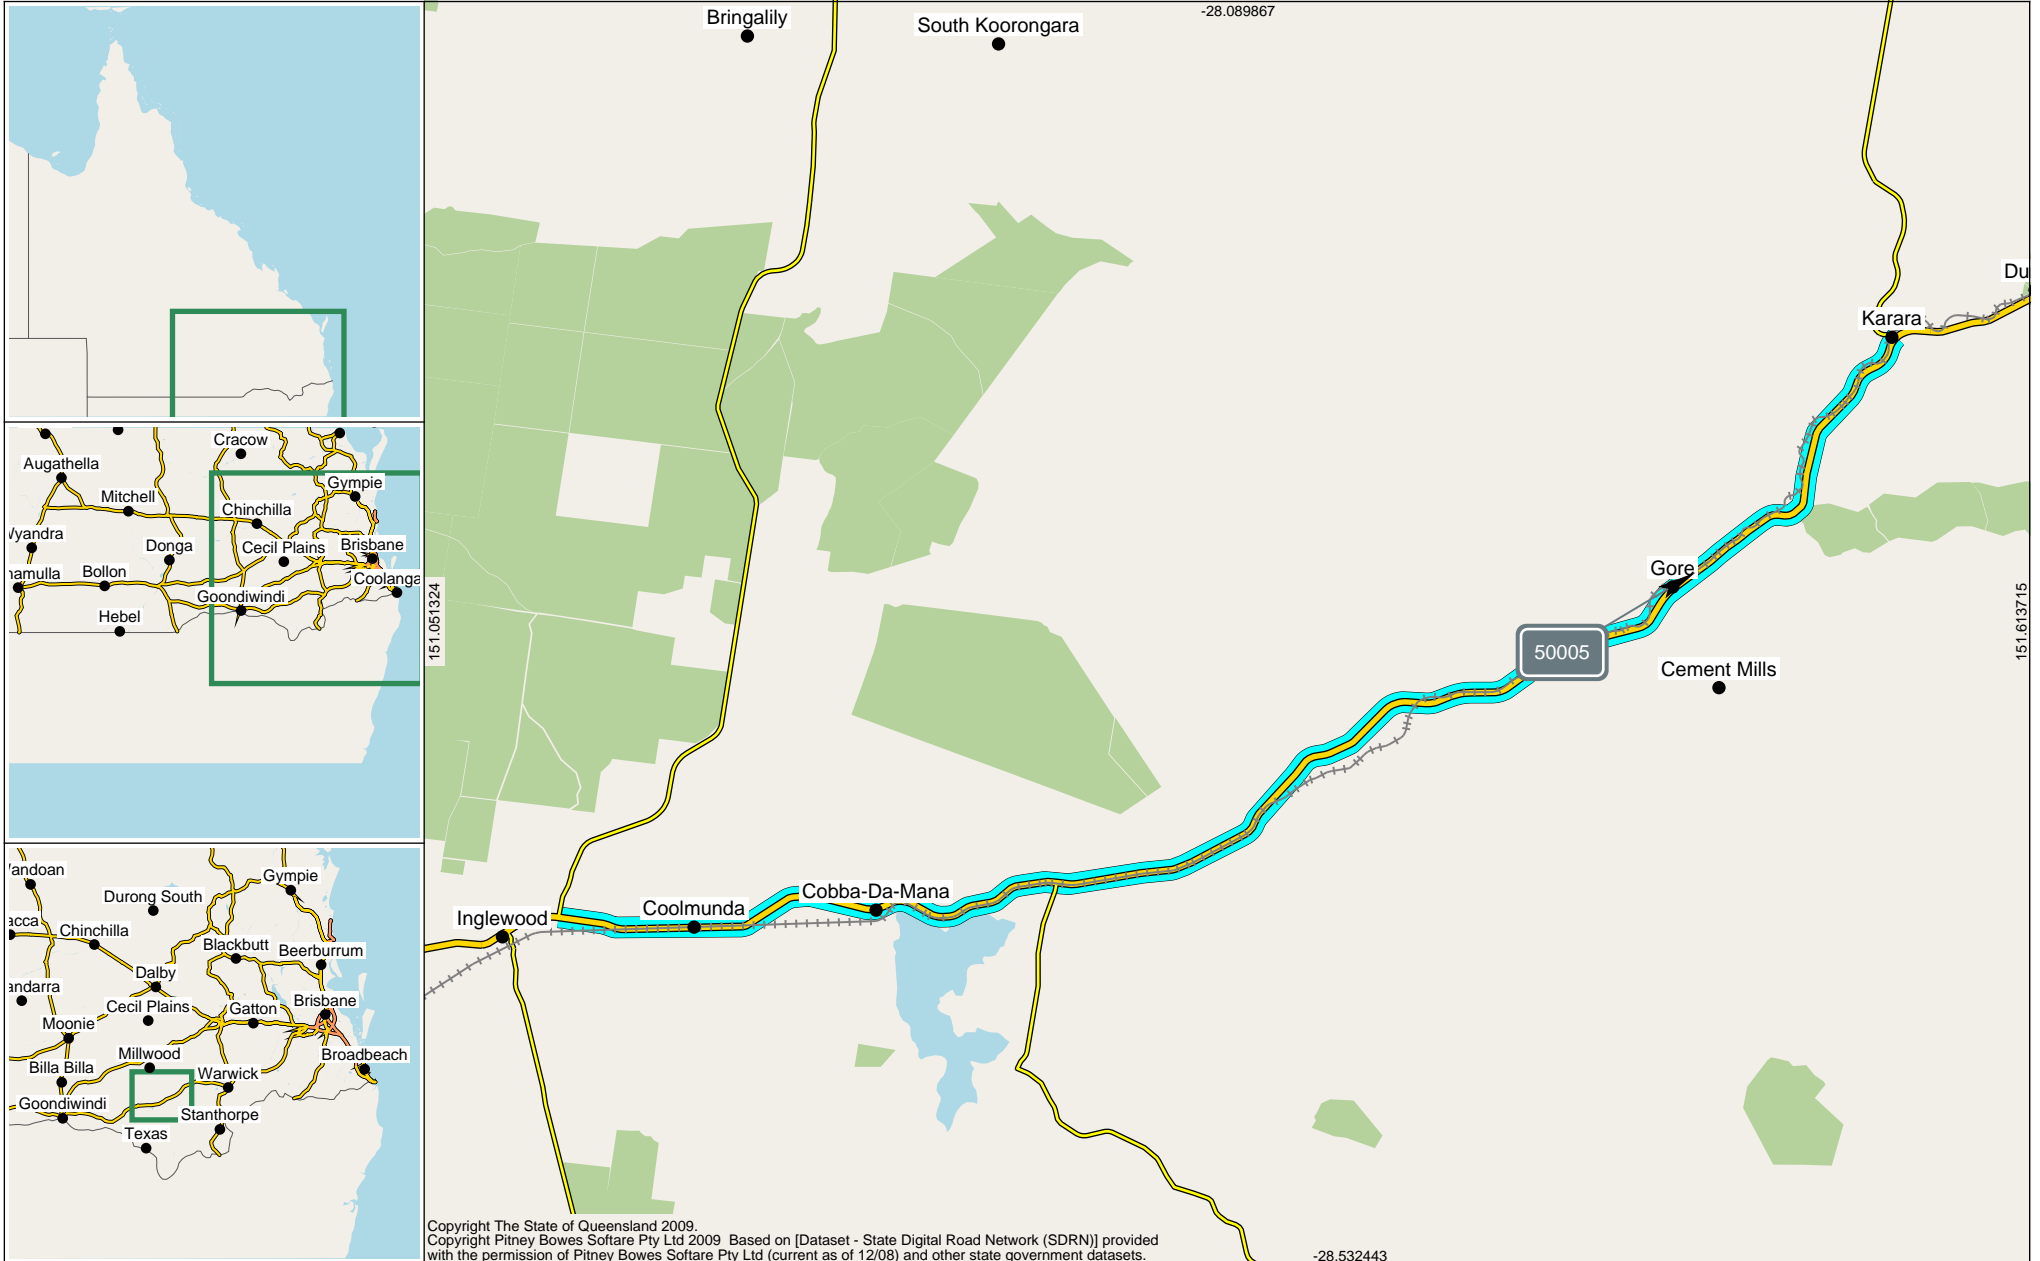 Cracow
Augathella
Gympie
Mitchell
Chinchilla
Wyandra
Donga
Cecil Plains
Brisbane
Bollon
Coolanga
Goondiwindi
Hebel
Gympie
Durong South
Chinchilla
Blackbutt
Beerburrum
Dalby
Cecil Plains
Gatton
Brisbane
Moonie
Millwood
Broadbeach
Billa Billa
Warwick
Goondiwindi
Stanthorpe
Texas
Bringalily
South Koorongara
-28.089867
Du
Karara
Gore
151.051324
151.613715
50005
Cement Mills
Cobba-Da-Mana
Coolmunda
Inglewood
Copyright The State of Queensland 2009.
Copyright Pitney Bowes Softare Pty Ltd 2009 Based on [Dataset - State Digital Road Network (SDRN)] provided
with the permission of Pitney Bowes Softare Pty Ltd (current as of 12/08) and other state government datasets.
-28.532443